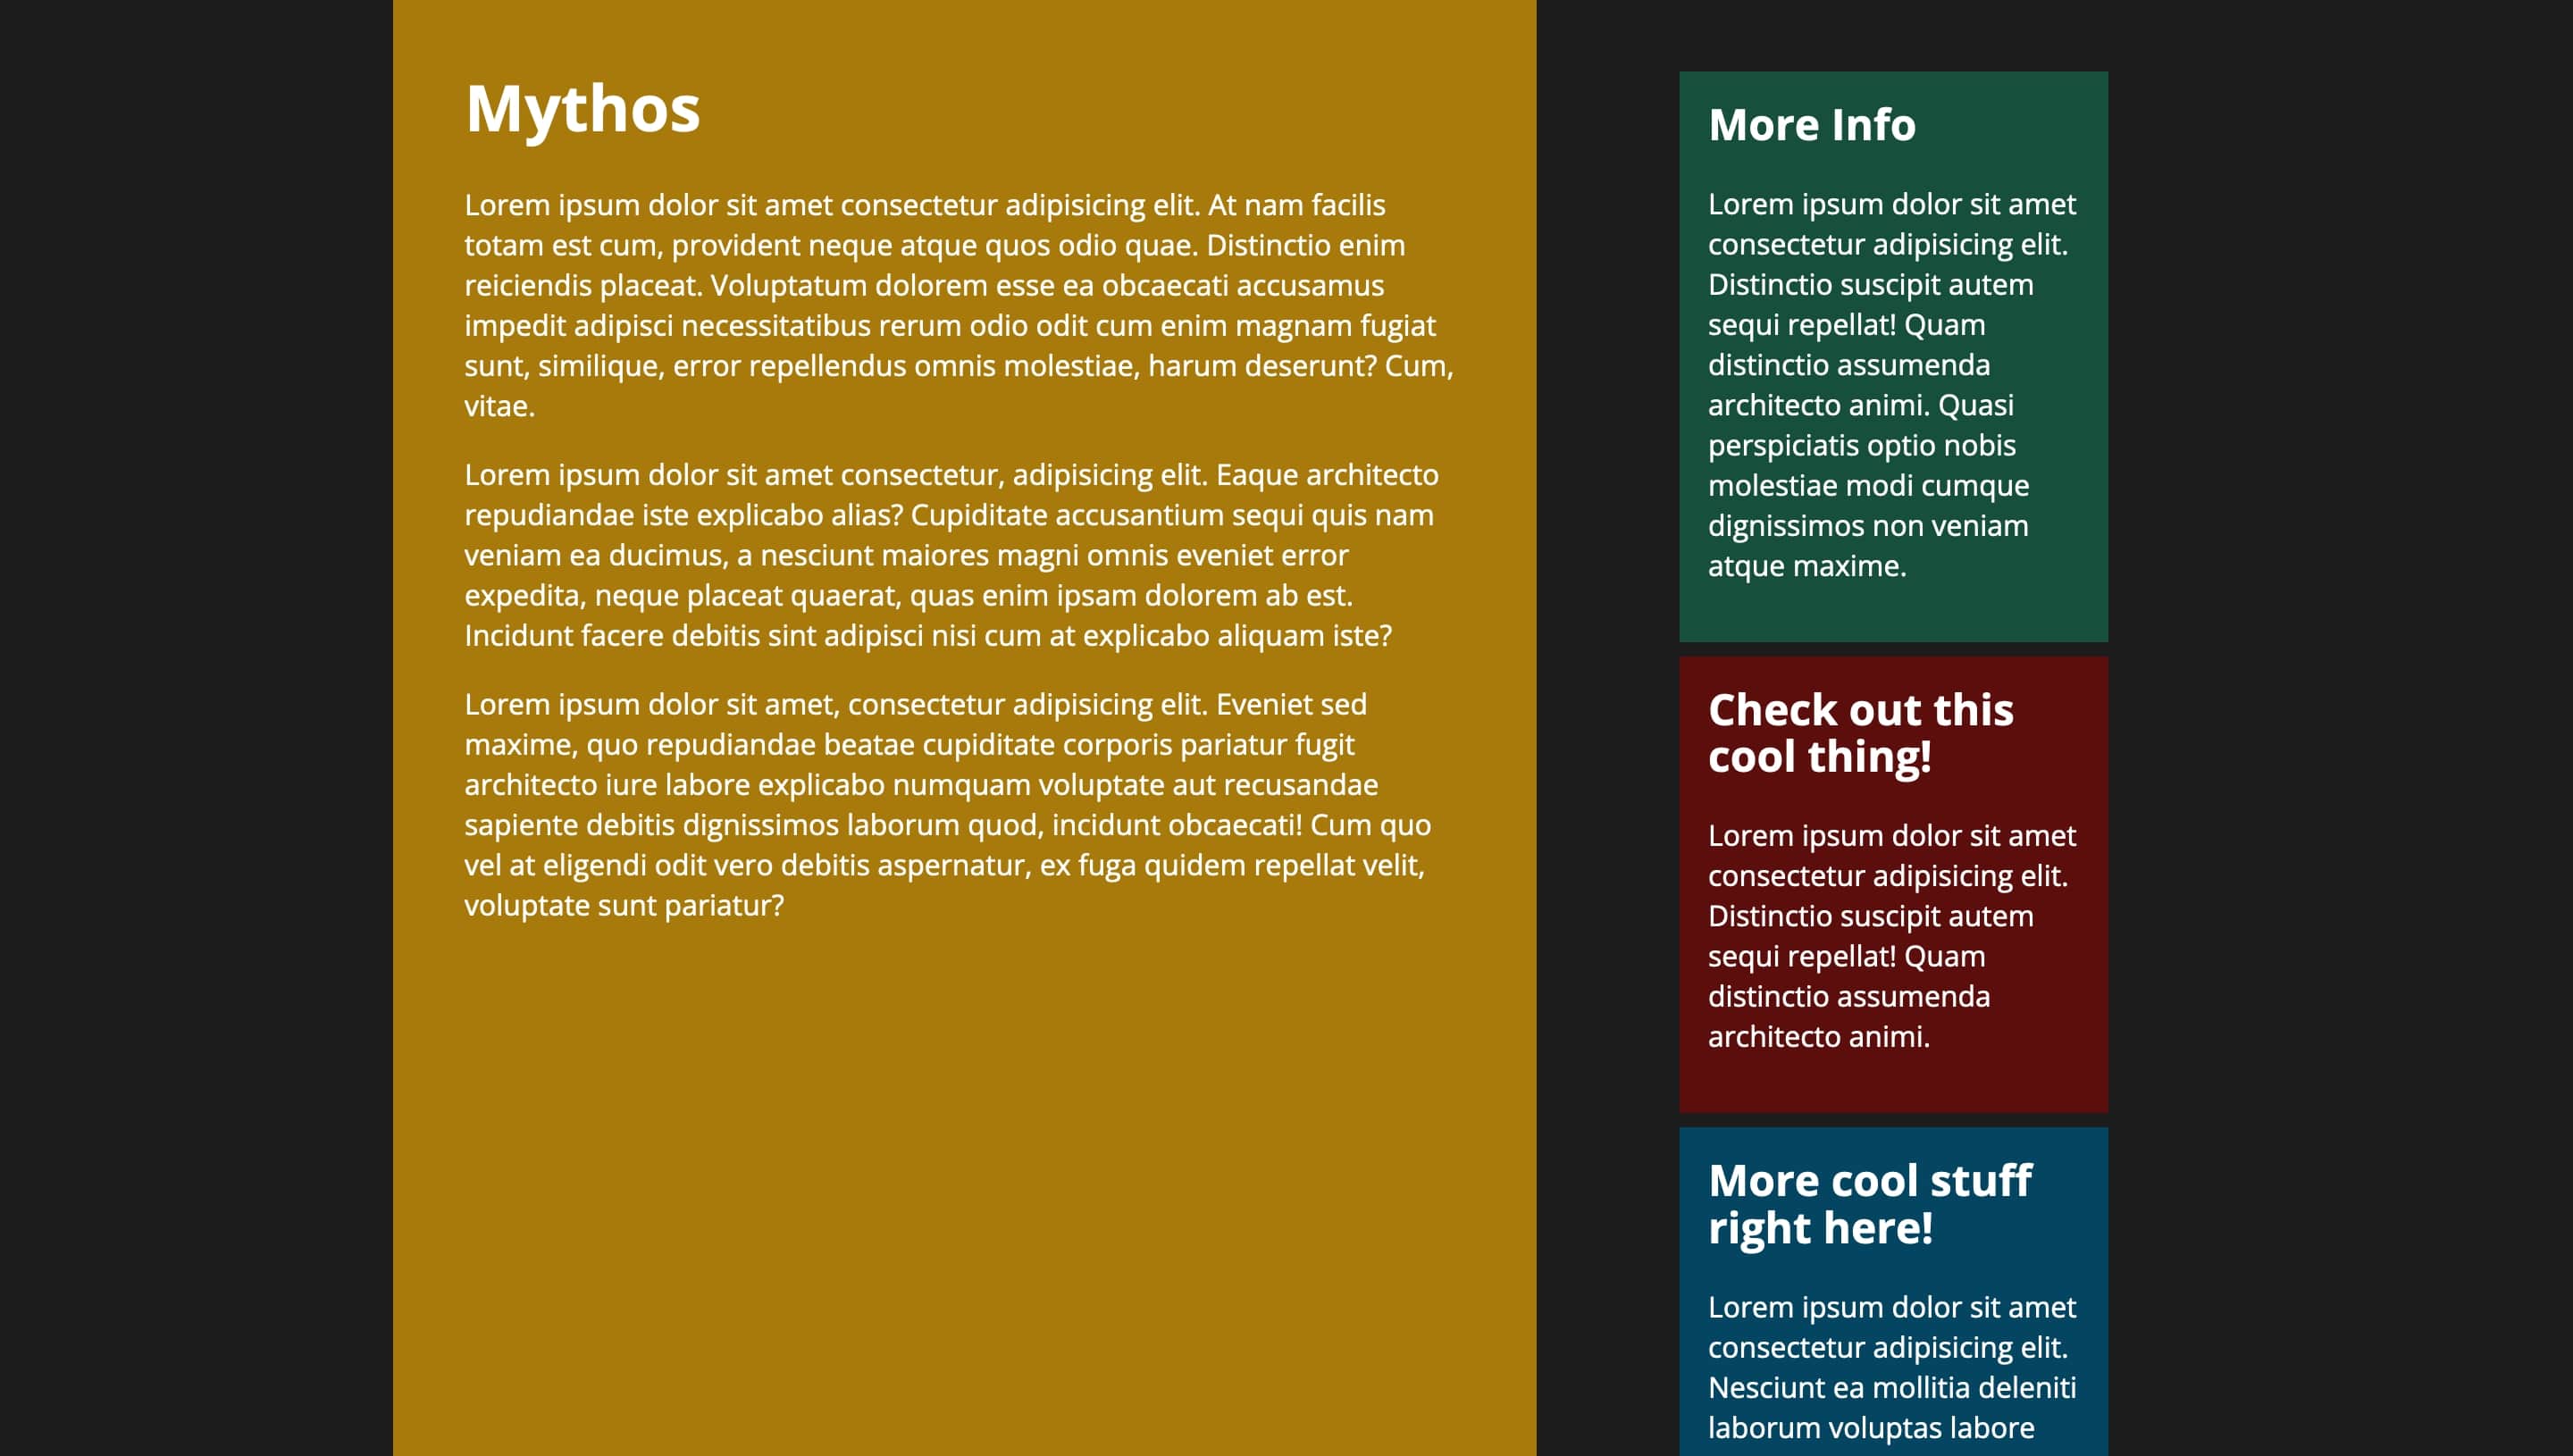 Mythos
Lorem ipsum dolor sit amet consectetur adipisicing elit. At nam facilis
totam est cum, provident neque atque quos odio quae. Distinctio enim
reiciendis placeat. Voluptatum dolorem esse ea obcaecati accusamus
impedit adipisci necessitatibus rerum odio odit cum enim magnam fugiat
sunt, similique, error repellendus omnis molestiae, harum deserunt? Cum,
vitae.
Lorem ipsum dolor sit amet consectetur, adipisicing elit. Eaque architecto
repudiandae iste explicabo alias? Cupiditate accusantium sequi quis nam
veniam ea ducimus, a nesciunt maiores magni omnis eveniet error
expedita, neque placeat quaerat, quas enim ipsam dolorem ab est.
Incidunt facere debitis sint adipisci nisi cum at explicabo aliquam iste?
Lorem ipsum dolor sit amet, consectetur adipisicing elit. Eveniet sed
maxime, quo repudiandae beatae cupiditate corporis pariatur fugit
architecto iure labore explicabo numquam voluptate aut recusandae
sapiente debitis dignissimos laborum quod, incidunt obcaecati! Cum quo
vel at eligendi odit vero debitis aspernatur, ex fuga quidem repellat velit,
voluptate sunt pariatur?
More Info
Lorem ipsum dolor sit amet
consectetur adipisicing elit.
Distinctio suscipit autem
sequi repellat! Quam
distinctio assumenda
architecto animi. Quasi
perspiciatis optio nobis
molestiae modi cumque
dignissimos non veniam
atque maxime.
Check out this
cool thing!
Lorem ipsum dolor sit amet
consectetur adipisicing elit.
Distinctio suscipit autem
sequi repellat! Quam
distinctio assumenda
architecto animi.
More cool stuff
right here!
Lorem ipsum dolor sit amet
consectetur adipisicing elit.
Nesciunt ea mollitia deleniti
laborum voluptas labore